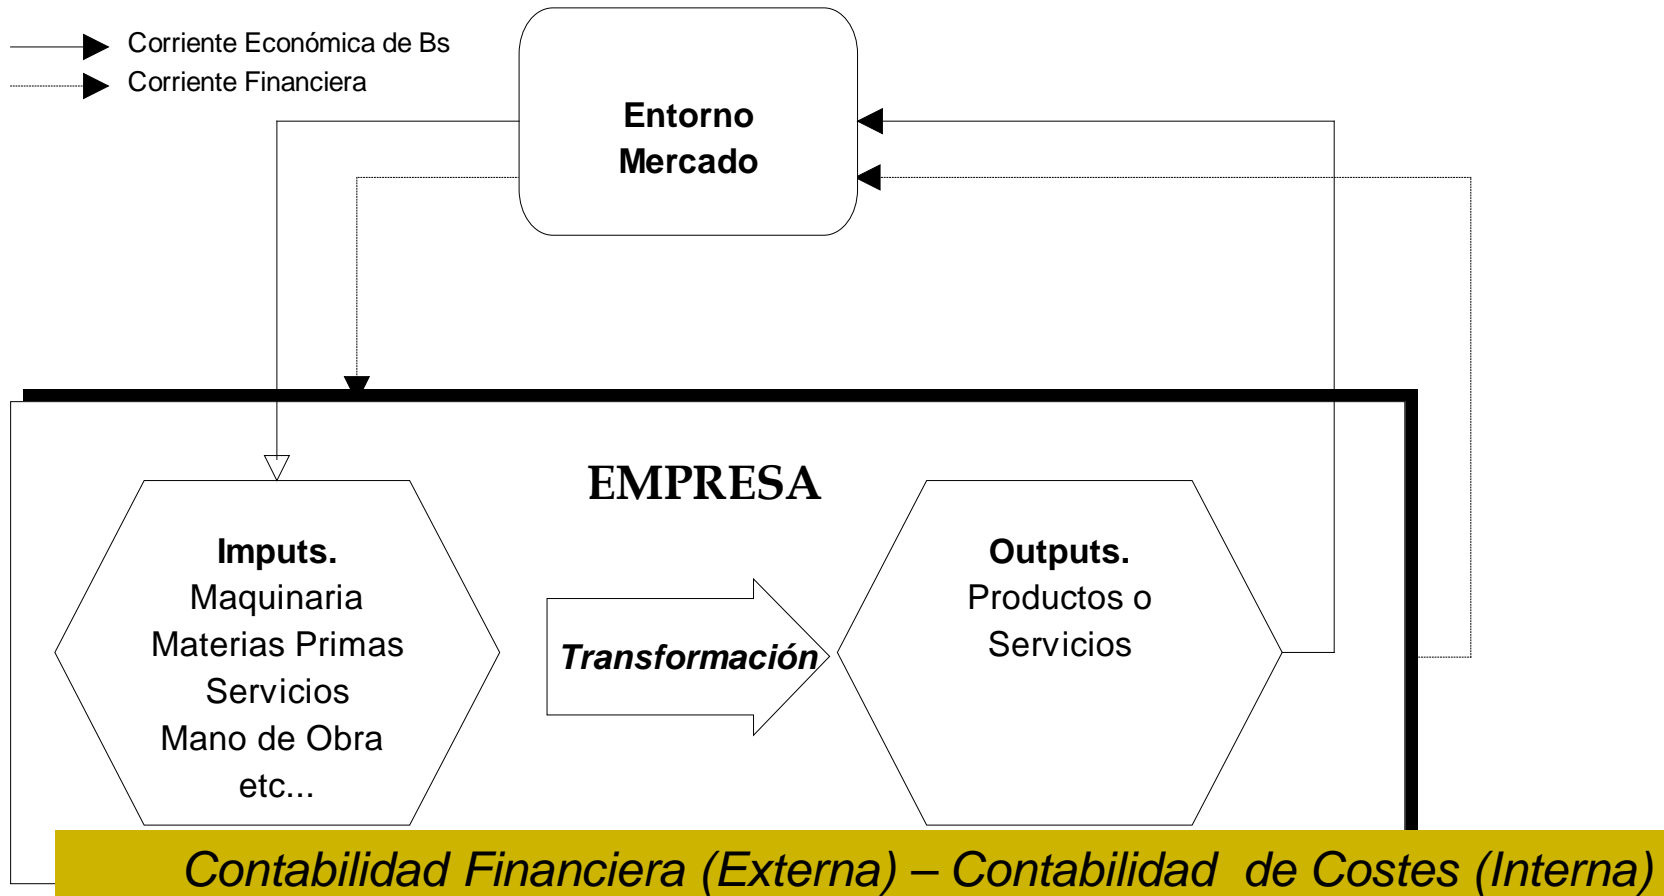 Corriente Económica de Bs
Corriente Financiera
Entorno
Mercado
EMPRESA
Imputs.
Maquinaria
Materias Primas
Servicios
Mano de Obra
etc...
Transformación
Outputs.
Productos o
Servicios
Contabilidad Financiera (Externa) – Contabilidad de Costes (Interna)